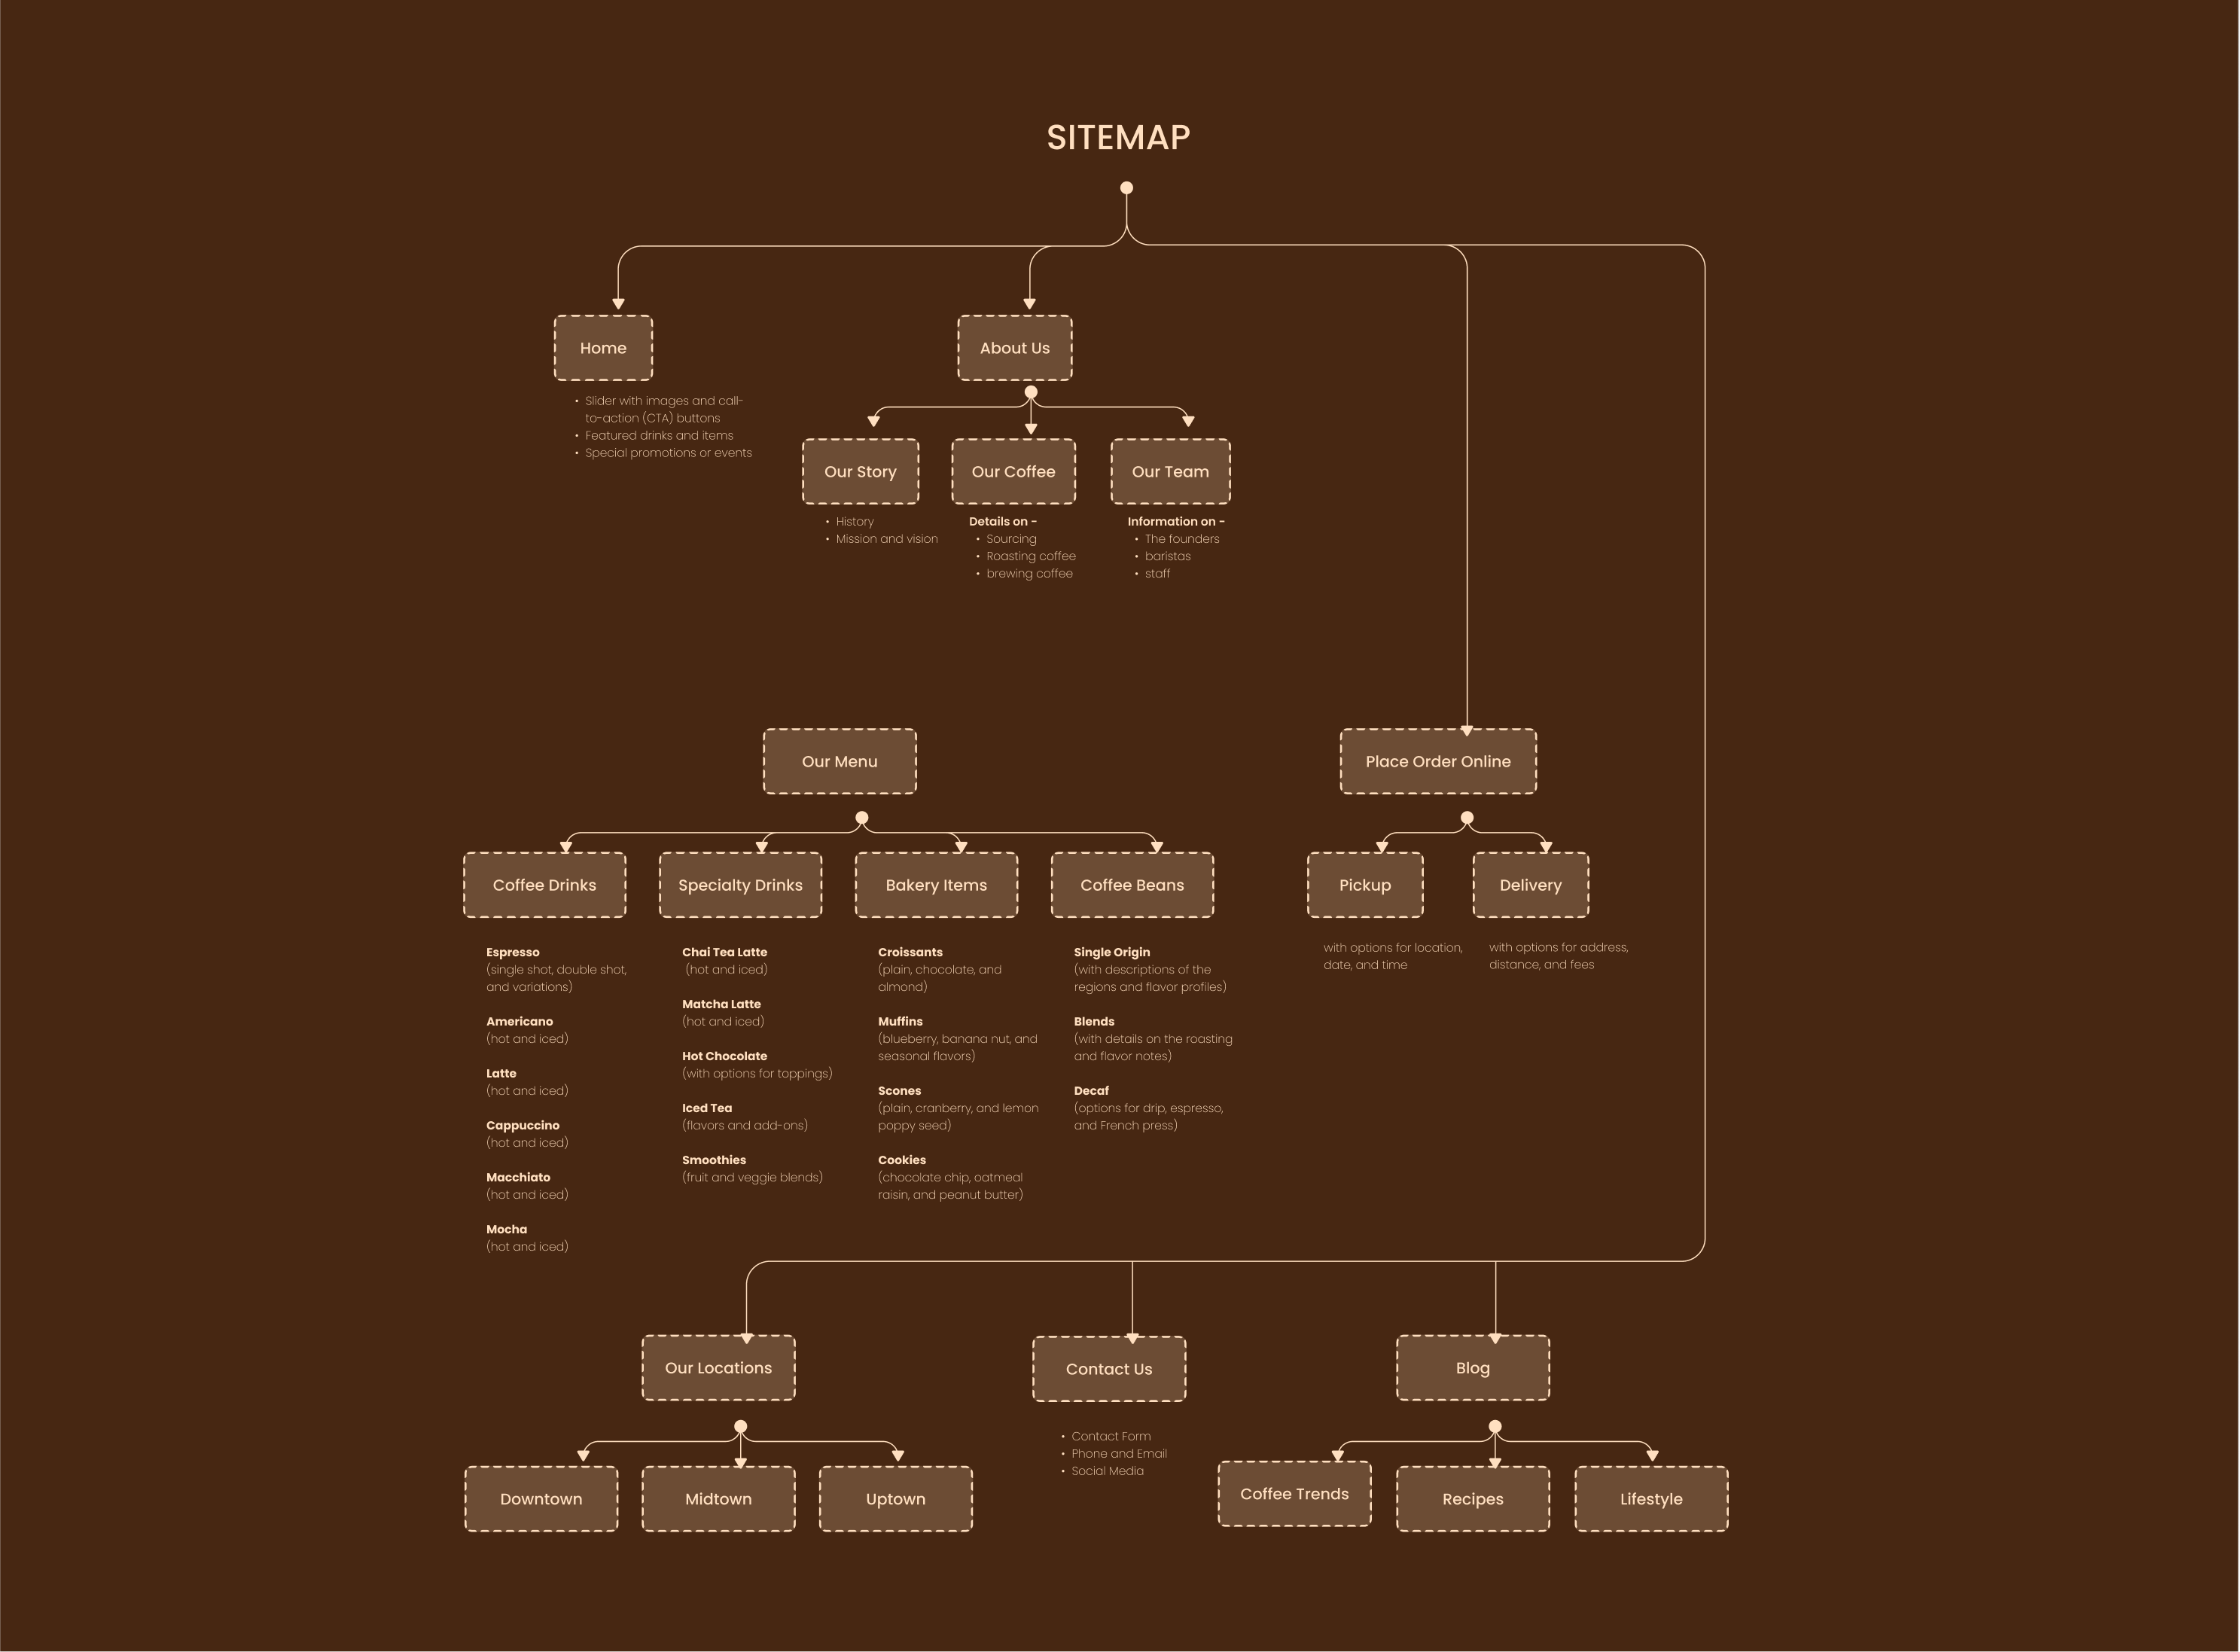 SITEMAP
Home
About Us
• Slider with images and call-
to-action (CTA) buttons
• Featured drinks and items
• Special promotions or events
Our Story
Our Coffee
Our Team
• History
• Mission and vision
Details on -
• Sourcing
• Roasting coffee
• brewing coffee
Information on -
• The founders
• baristas
• staff
Our Menu
Place Order Online
Coffee Drinks
Specialty Drinks
Bakery Items
Coffee Beans
Pickup
Delivery
Espresso
(single shot, double shot,
and variations)
Americano
(hot and iced)
Latte
(hot and iced)
Cappuccino
(hot and iced)
Macchiato
(hot and iced)
Mocha
(hot and iced)
Chai Tea Latte
(hot and iced)
Matcha Latte
(hot and iced)
Hot Chocolate
(with options for toppings)
Iced Tea
(flavors and add-ons)
Smoothies
(fruit and veggie blends)
Croissants
(plain, chocolate, and
almond)
Muffins
(blueberry, banana nut, and
seasonal flavors)
Scones
(plain, cranberry, and lemon
poppy seed)
Cookies
(chocolate chip, oatmeal
raisin, and peanut butter)
Single Origin
(with descriptions of the
regions and flavor profiles)
Blends
(with details on the roasting
and flavor notes)
Decaf
(options for drip, espresso,
and French press)
with options for location,
date, and time
with options for address,
distance, and fees
Our Locations
Contact Us
Blog
• Contact Form
• Phone and Email
• Social Media
Downtown
Midtown
Uptown
Coffee Trends
Recipes
Lifestyle